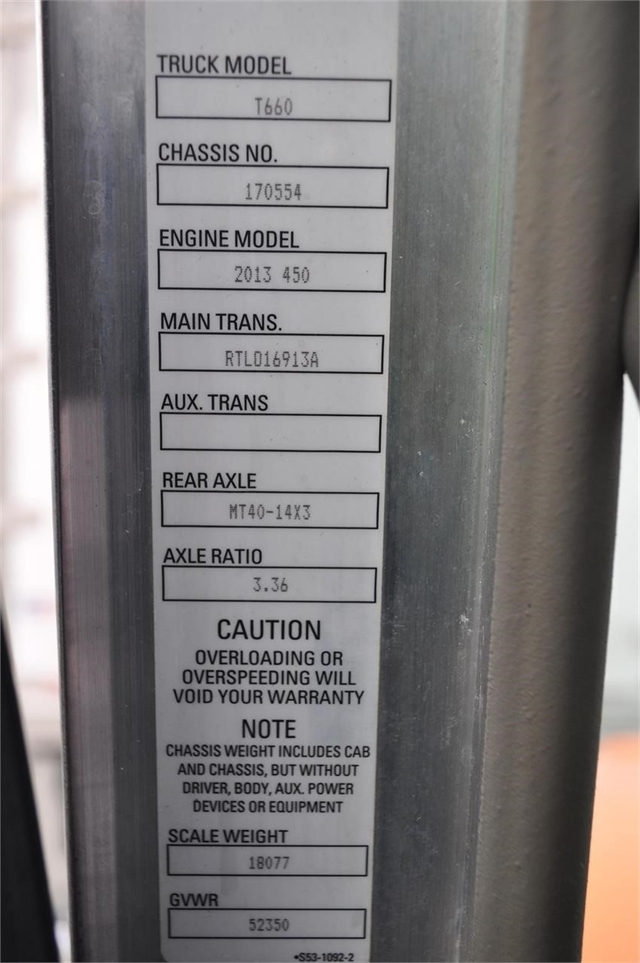 TRUCK MODEL
T660
CHASSIS NO.
170554
ENGINE MODEL
2013 450
MAIN TRANS.
RTLO16913A
AUX. TRANS
REAR AXLE
MT40-14X3
AXLE RATIO
3.36
CAUTION
OVERLOADING OR
OVERSPEEDING WILL
VOID YOUR WARRANTY
NOTE
CHASSIS WEIGHT INCLUDES CAB
AND CHASSIS, BUT WITHOUT
DRIVER, BODY, AUX. POWER
DEVICES OR EQUIPMENT
SCALE WEIGHT
18077
GVWR
52350
•S53-1092-2